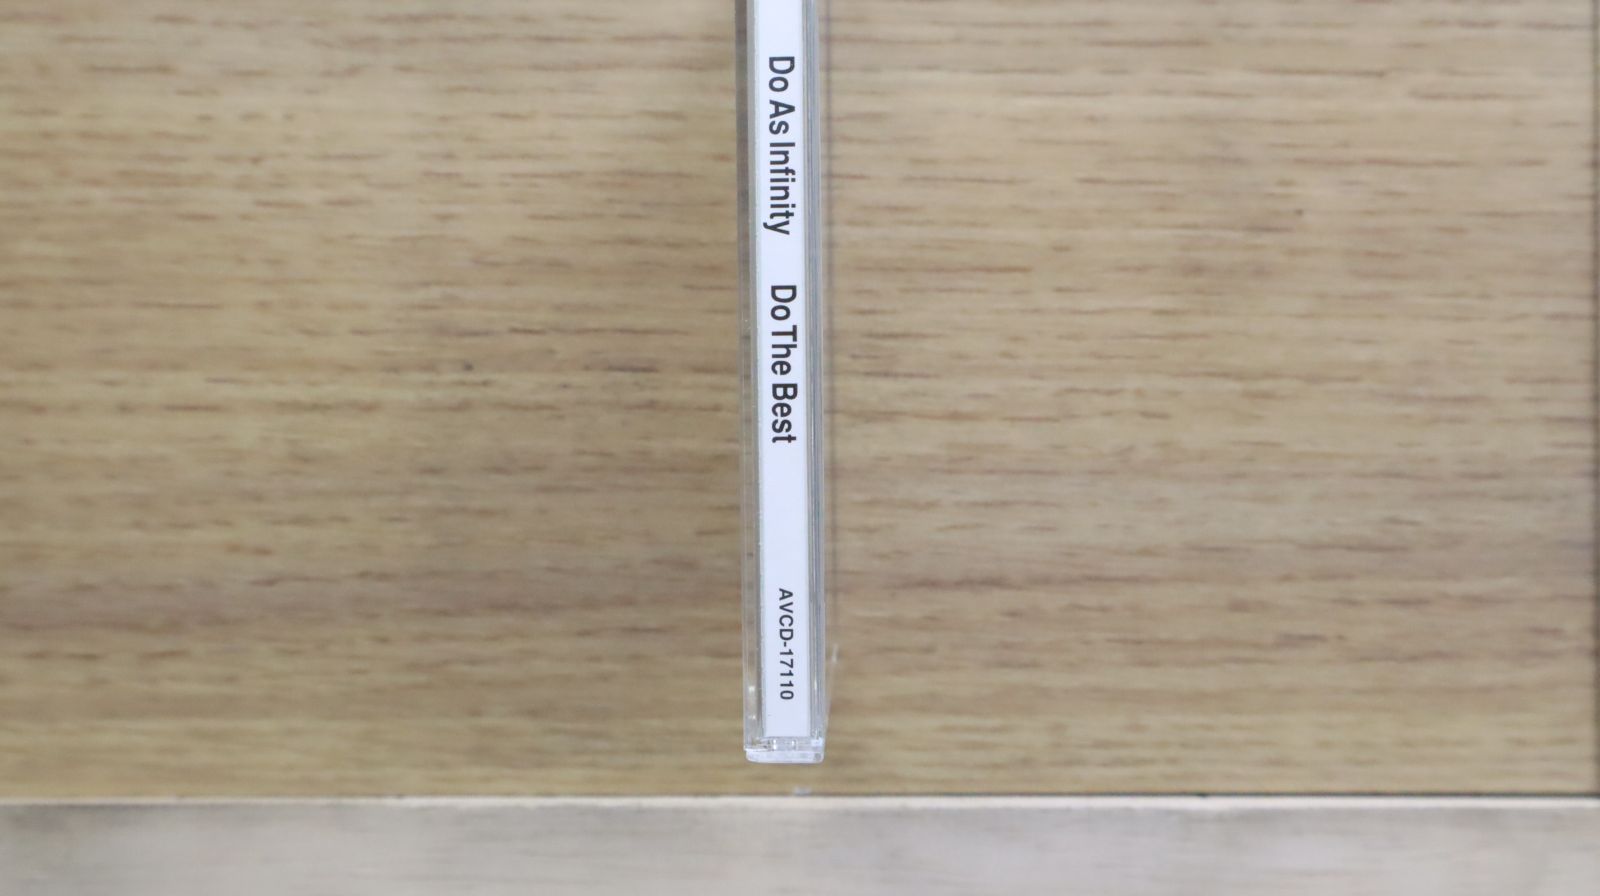 Do As Infinity Do The Best AVCD-17110